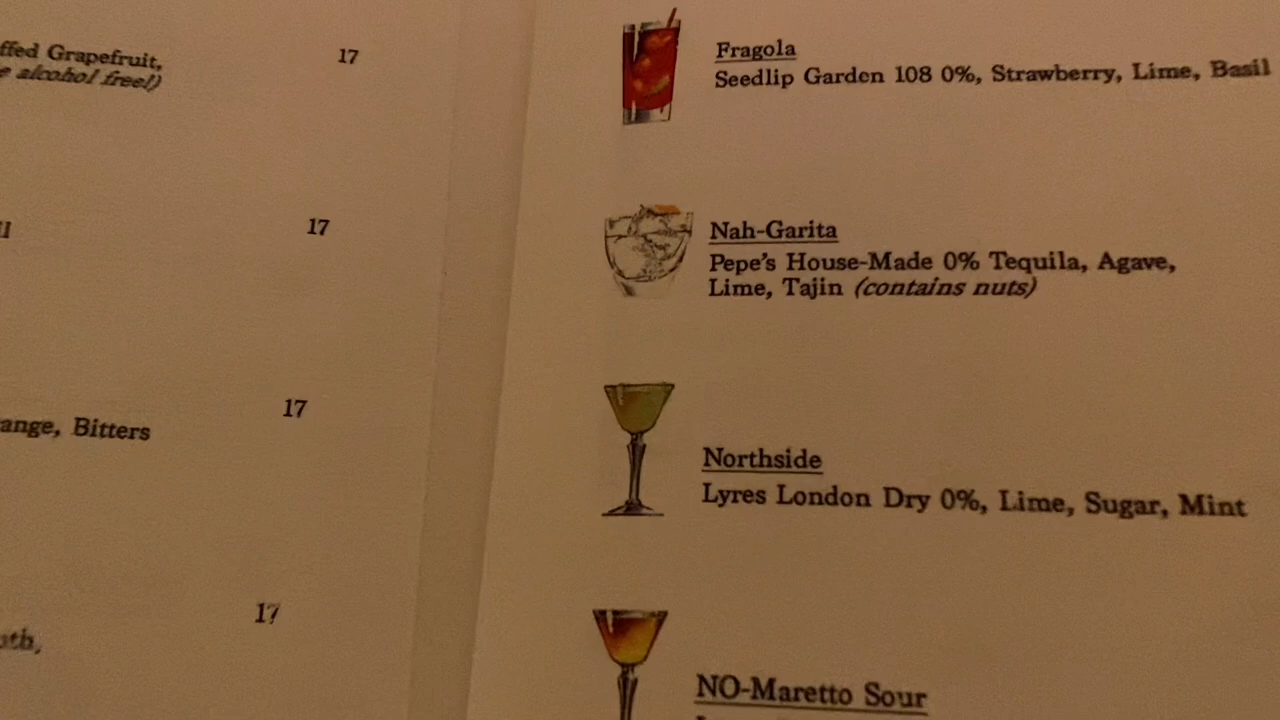 Grapefruit, 17
alcohol free!)
17
17
Bitters
17
Fragola
Seedlip Garden 108 0%, Strawberry, Lime, Basil
Nah-Garita
Pepe's House-Made 0% Tequila, Agave,
Lime, Tajin (contains nuts)
Northside
Lyres London Dry 0%, Lime, Sugar, Mint
NO-Maretto Sour